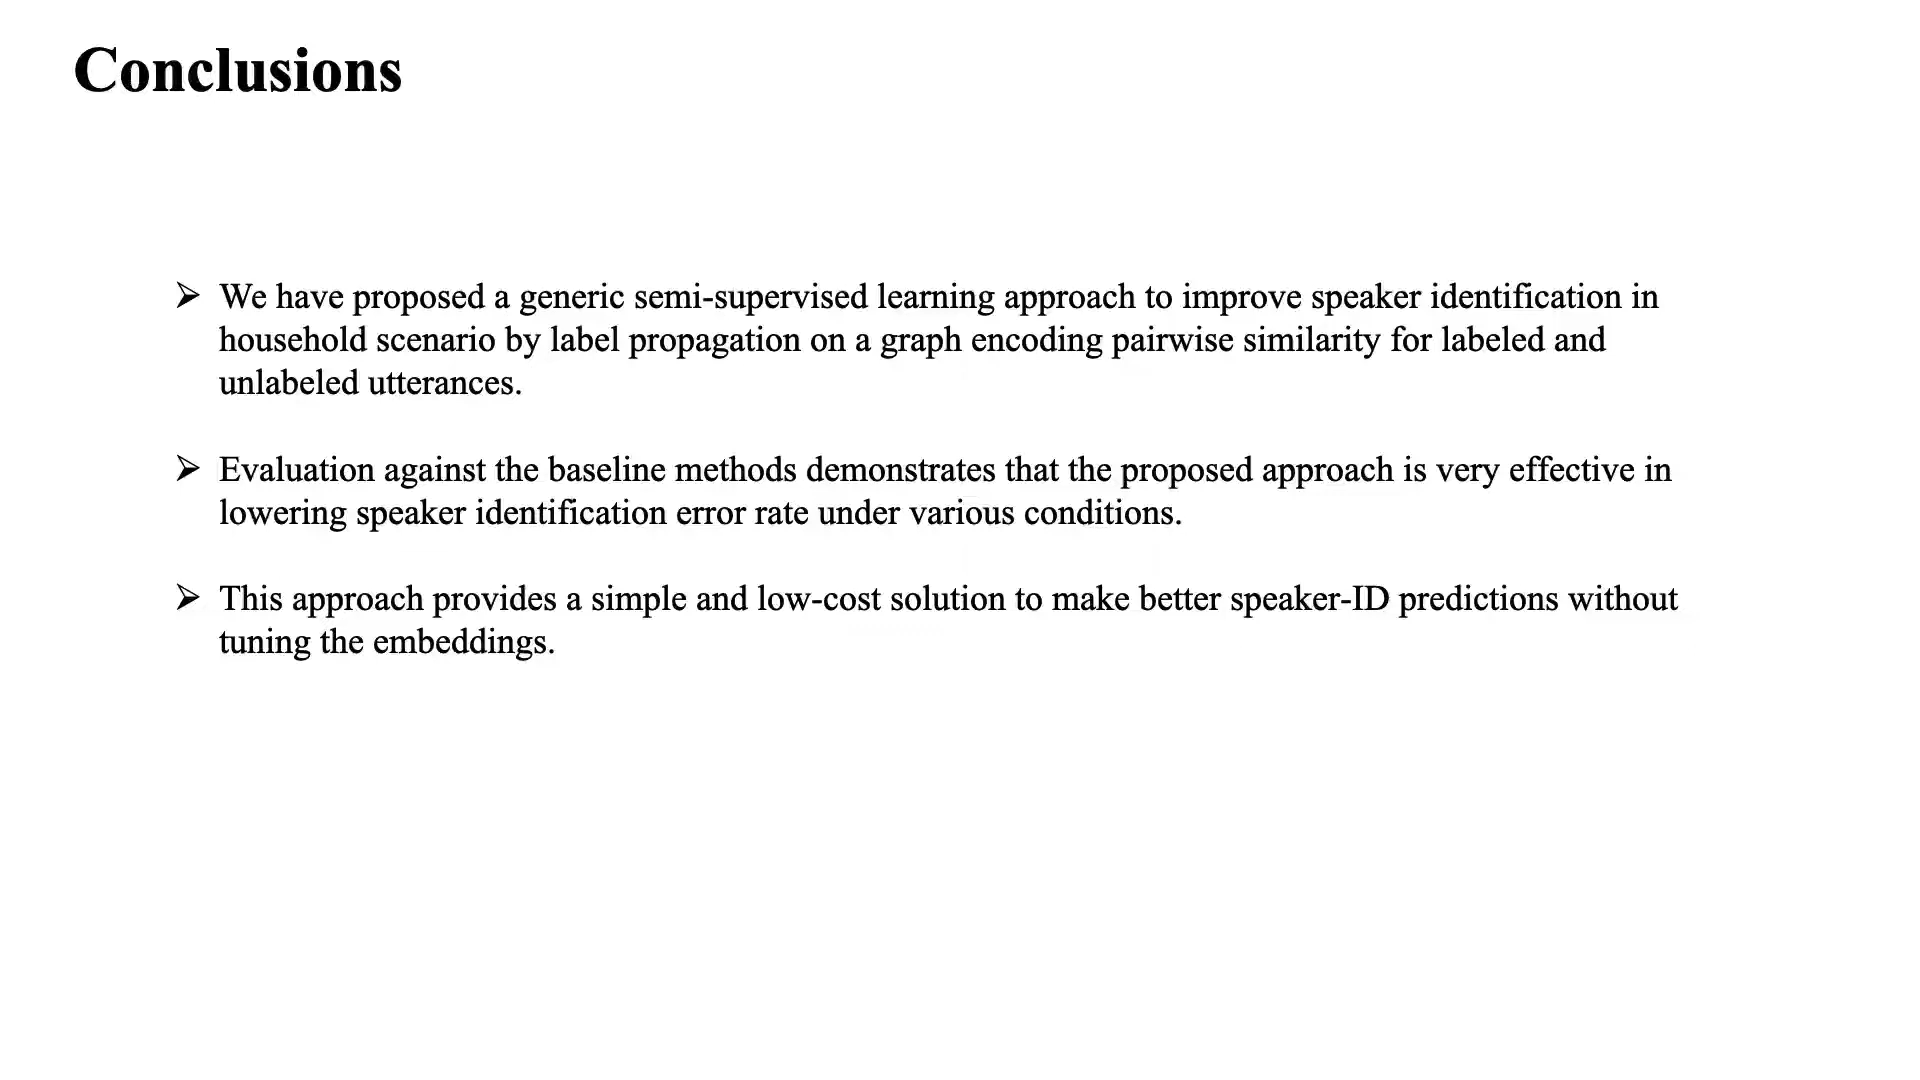 Conclusions
➢ We have proposed a generic semi-supervised learning approach to improve speaker identification in
household scenario by label propagation on a graph encoding pairwise similarity for labeled and
unlabeled utterances.
➢ Evaluation against the baseline methods demonstrates that the proposed approach is very effective in
lowering speaker identification error rate under various conditions.
➢ This approach provides a simple and low-cost solution to make better speaker-ID predictions without
tuning the embeddings.